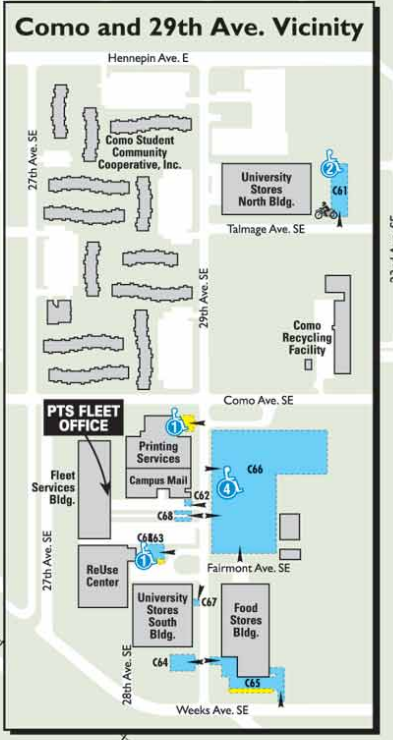 Como and 29th Ave. Vicinity
Hennepin Ave. E
27th Ave. SE
Como Student
Community
Cooperative, Inc.
University
Stores
North Bldg.
2
C61
Talmage Ave. SE
29th Ave. SE
Como
Recycling
Facility
Como Ave. SE
PTS FLEET
OFFICE
1
Printing
Services
Campus Mail
C66
4
Fleet
Services
Bldg.
C62
C68
C63
1
27th Ave. SE
ReUse
Center
Fairmont Ave. SE
University
Stores
South
Bldg.
C67
Food
Stores
Bldg.
28th Ave. SE
C64
C65
Weeks Ave. SE